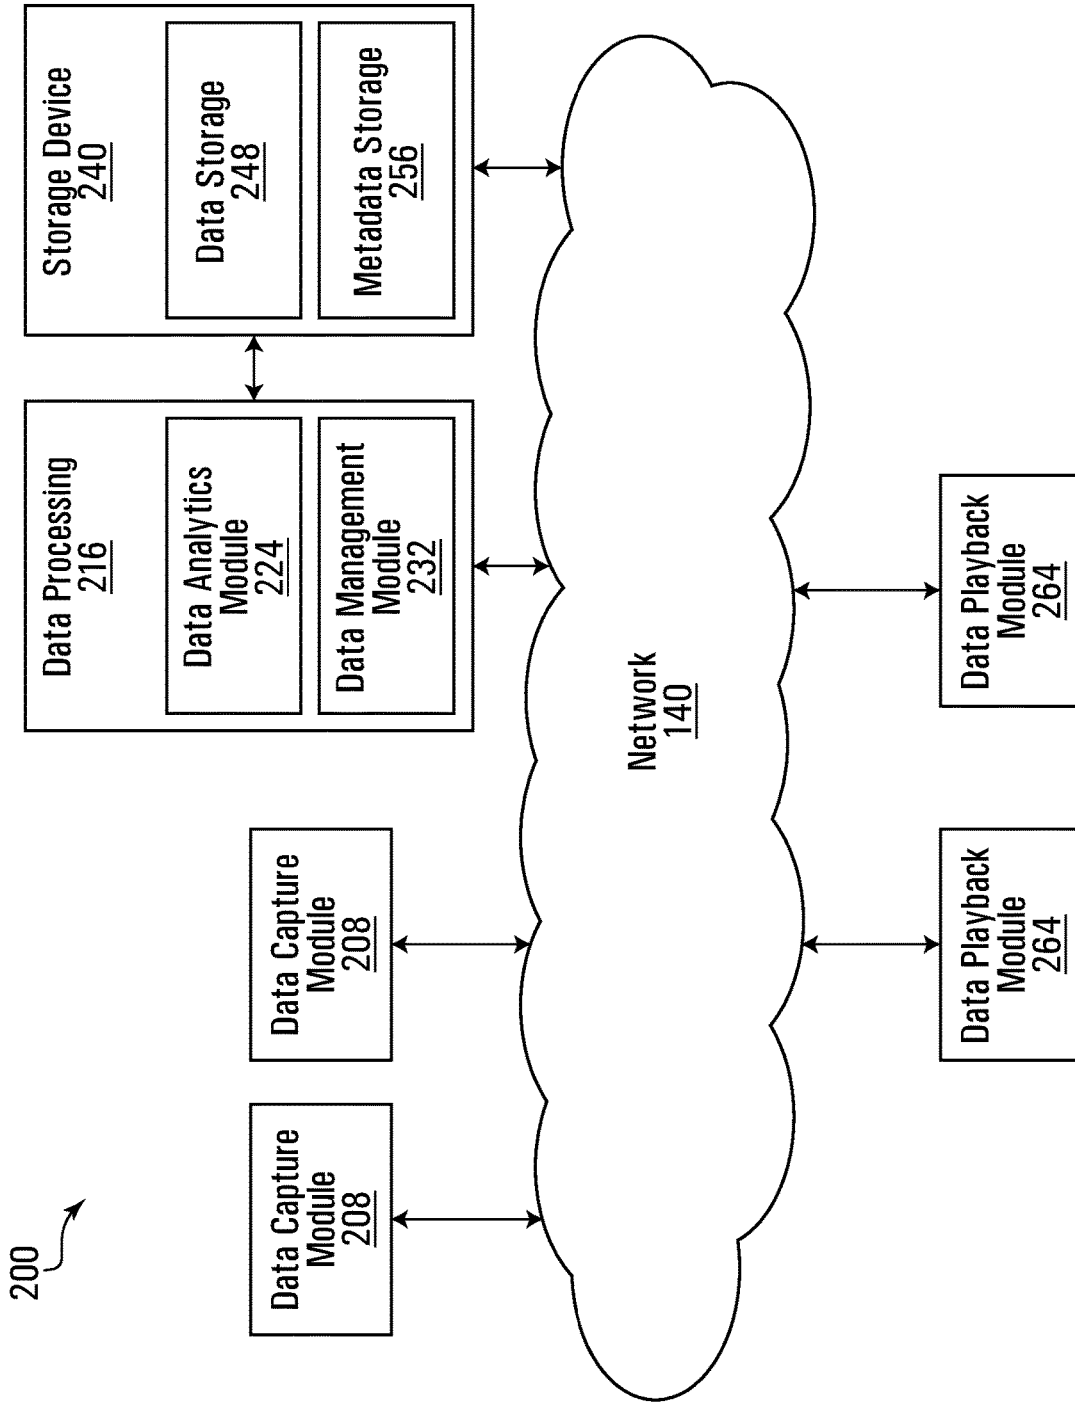 200
Data Capture
Module
208
Data Capture
Module
208
Data Processing
216
Data Analytics
Module
224
Data Management
Module
232
Storage Device
240
Data Storage
248
Metadata Storage
256
Network
140
Data Playback
Module
264
Data Playback
Module
264